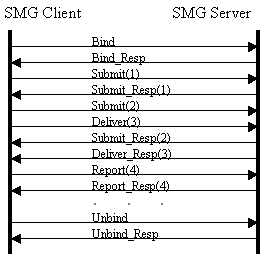 SMG Client SMG Server
Bind
Bind_Resp
Submit(1)
Submit_Resp(1)
Submit(2)
Deliver(3)
Submit_Resp(2)
Deliver_Resp(3)
Report(4)
Report_Resp(4)
. . .
Unbind
Unbind_Resp